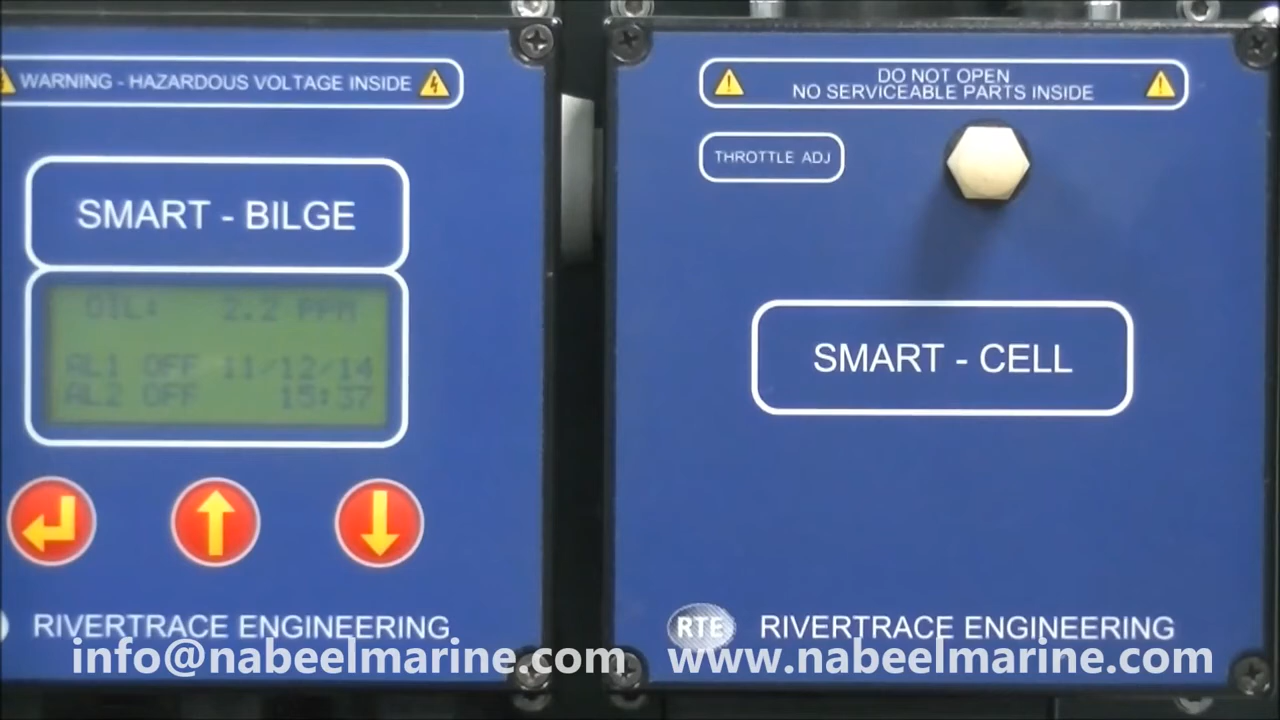 WARNING - HAZARDOUS VOLTAGE INSIDE
SMART - BILGE
OIL: 2.2 PPM
AL1 OFF 11/12/14
AL2 OFF 15:37
RIVERTRACE ENGINEERING
DO NOT OPEN
NO SERVICEABLE PARTS INSIDE
THROTTLE ADJ
SMART - CELL
RTE RIVERTRACE ENGINEERING
info@nabeelmarine.com www.nabeelmarine.com